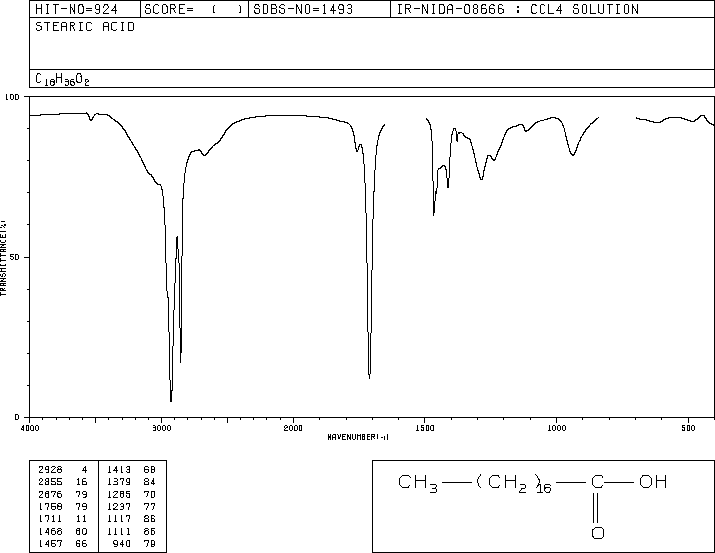 HIT-NO=924 SCORE= ( ) SDBS-NO=1493 IR-NIDA-08666 : CCL4 SOLUTION
STEARIC ACID
C18H36O2
100
50
0
TRANSMITTANCE(%)
4000 3000 2000 1500 1000 500
WAVENUMBER(-1)
2928 4 1413 69
2855 16 1379 84
2676 79 1285 70
1758 79 1237 77
1711 11 1117 86
1466 60 1111 86
1457 66 940 79
CH3 (CH2)16 C OH
O